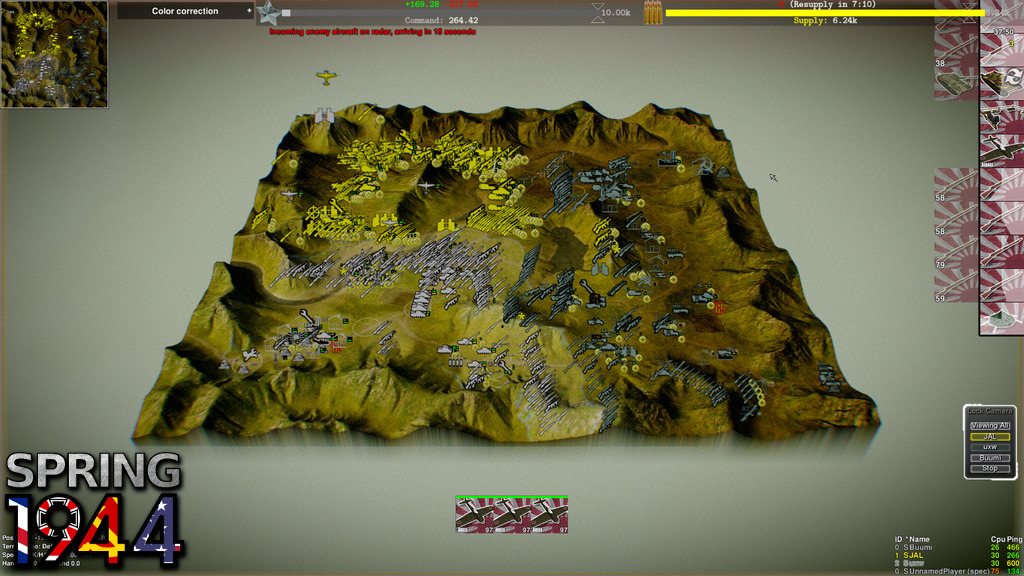 Color correction +
+169.28
10.00k
Command: 264.42
(Resupply in 7:10)
Supply: 6.24k
Incoming enemy aircraft on radar, arriving in 15 seconds
37:50
3
38
58
58
79
59
Lock Camera
Viewing All
JAL
uxw
Buumi
Stop
97 97 97
SPRING
1944
ID * Name Cpu Ping
0 S Buumi 26 466
1 S JAL 30 266
30 600
0 S UnnamedPlayer (spec) 75 134